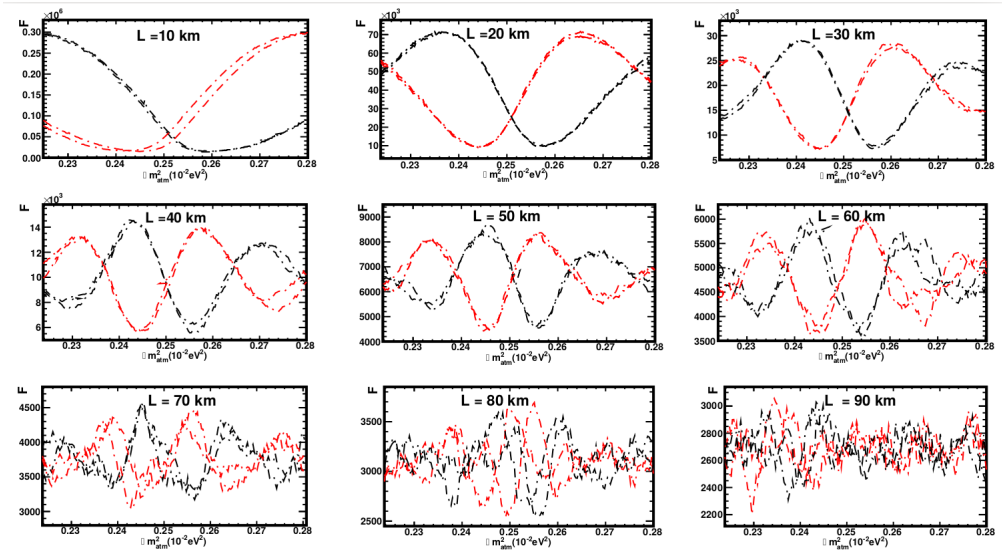 ×10⁶
F
L =10 km
0.30
0.25
0.20
0.15
0.10
0.05
0.00
0.23 0.24 0.25 0.26 0.27 0.28
▯ m²atm(10⁻²eV²)
×10³
F
L =20 km
70
60
50
40
30
20
10
0.23 0.24 0.25 0.26 0.27 0.28
▯ m²atm(10⁻²eV²)
×10³
F
L =30 km
30
25
20
15
10
5
0.23 0.24 0.25 0.26 0.27 0.28
▯ m²atm(10⁻²eV²)
×10³
F
L =40 km
14
12
10
8
6
0.23 0.24 0.25 0.26 0.27 0.28
▯ m²atm(10⁻²eV²)
F
L = 50 km
9000
8000
7000
6000
5000
4000
0.23 0.24 0.25 0.26 0.27 0.28
▯ m²atm(10⁻²eV²)
F
L = 60 km
6000
5500
5000
4500
4000
3500
0.23 0.24 0.25 0.26 0.27 0.28
▯ m²atm(10⁻²eV²)
F
L = 70 km
4500
4000
3500
3000
0.23 0.24 0.25 0.26 0.27 0.28
▯ m²atm(10⁻²eV²)
F
L = 80 km
3500
3000
2500
0.23 0.24 0.25 0.26 0.27 0.28
▯ m²atm(10⁻²eV²)
F
L = 90 km
3000
2800
2600
2400
2200
0.23 0.24 0.25 0.26 0.27 0.28
▯ m²atm(10⁻²eV²)